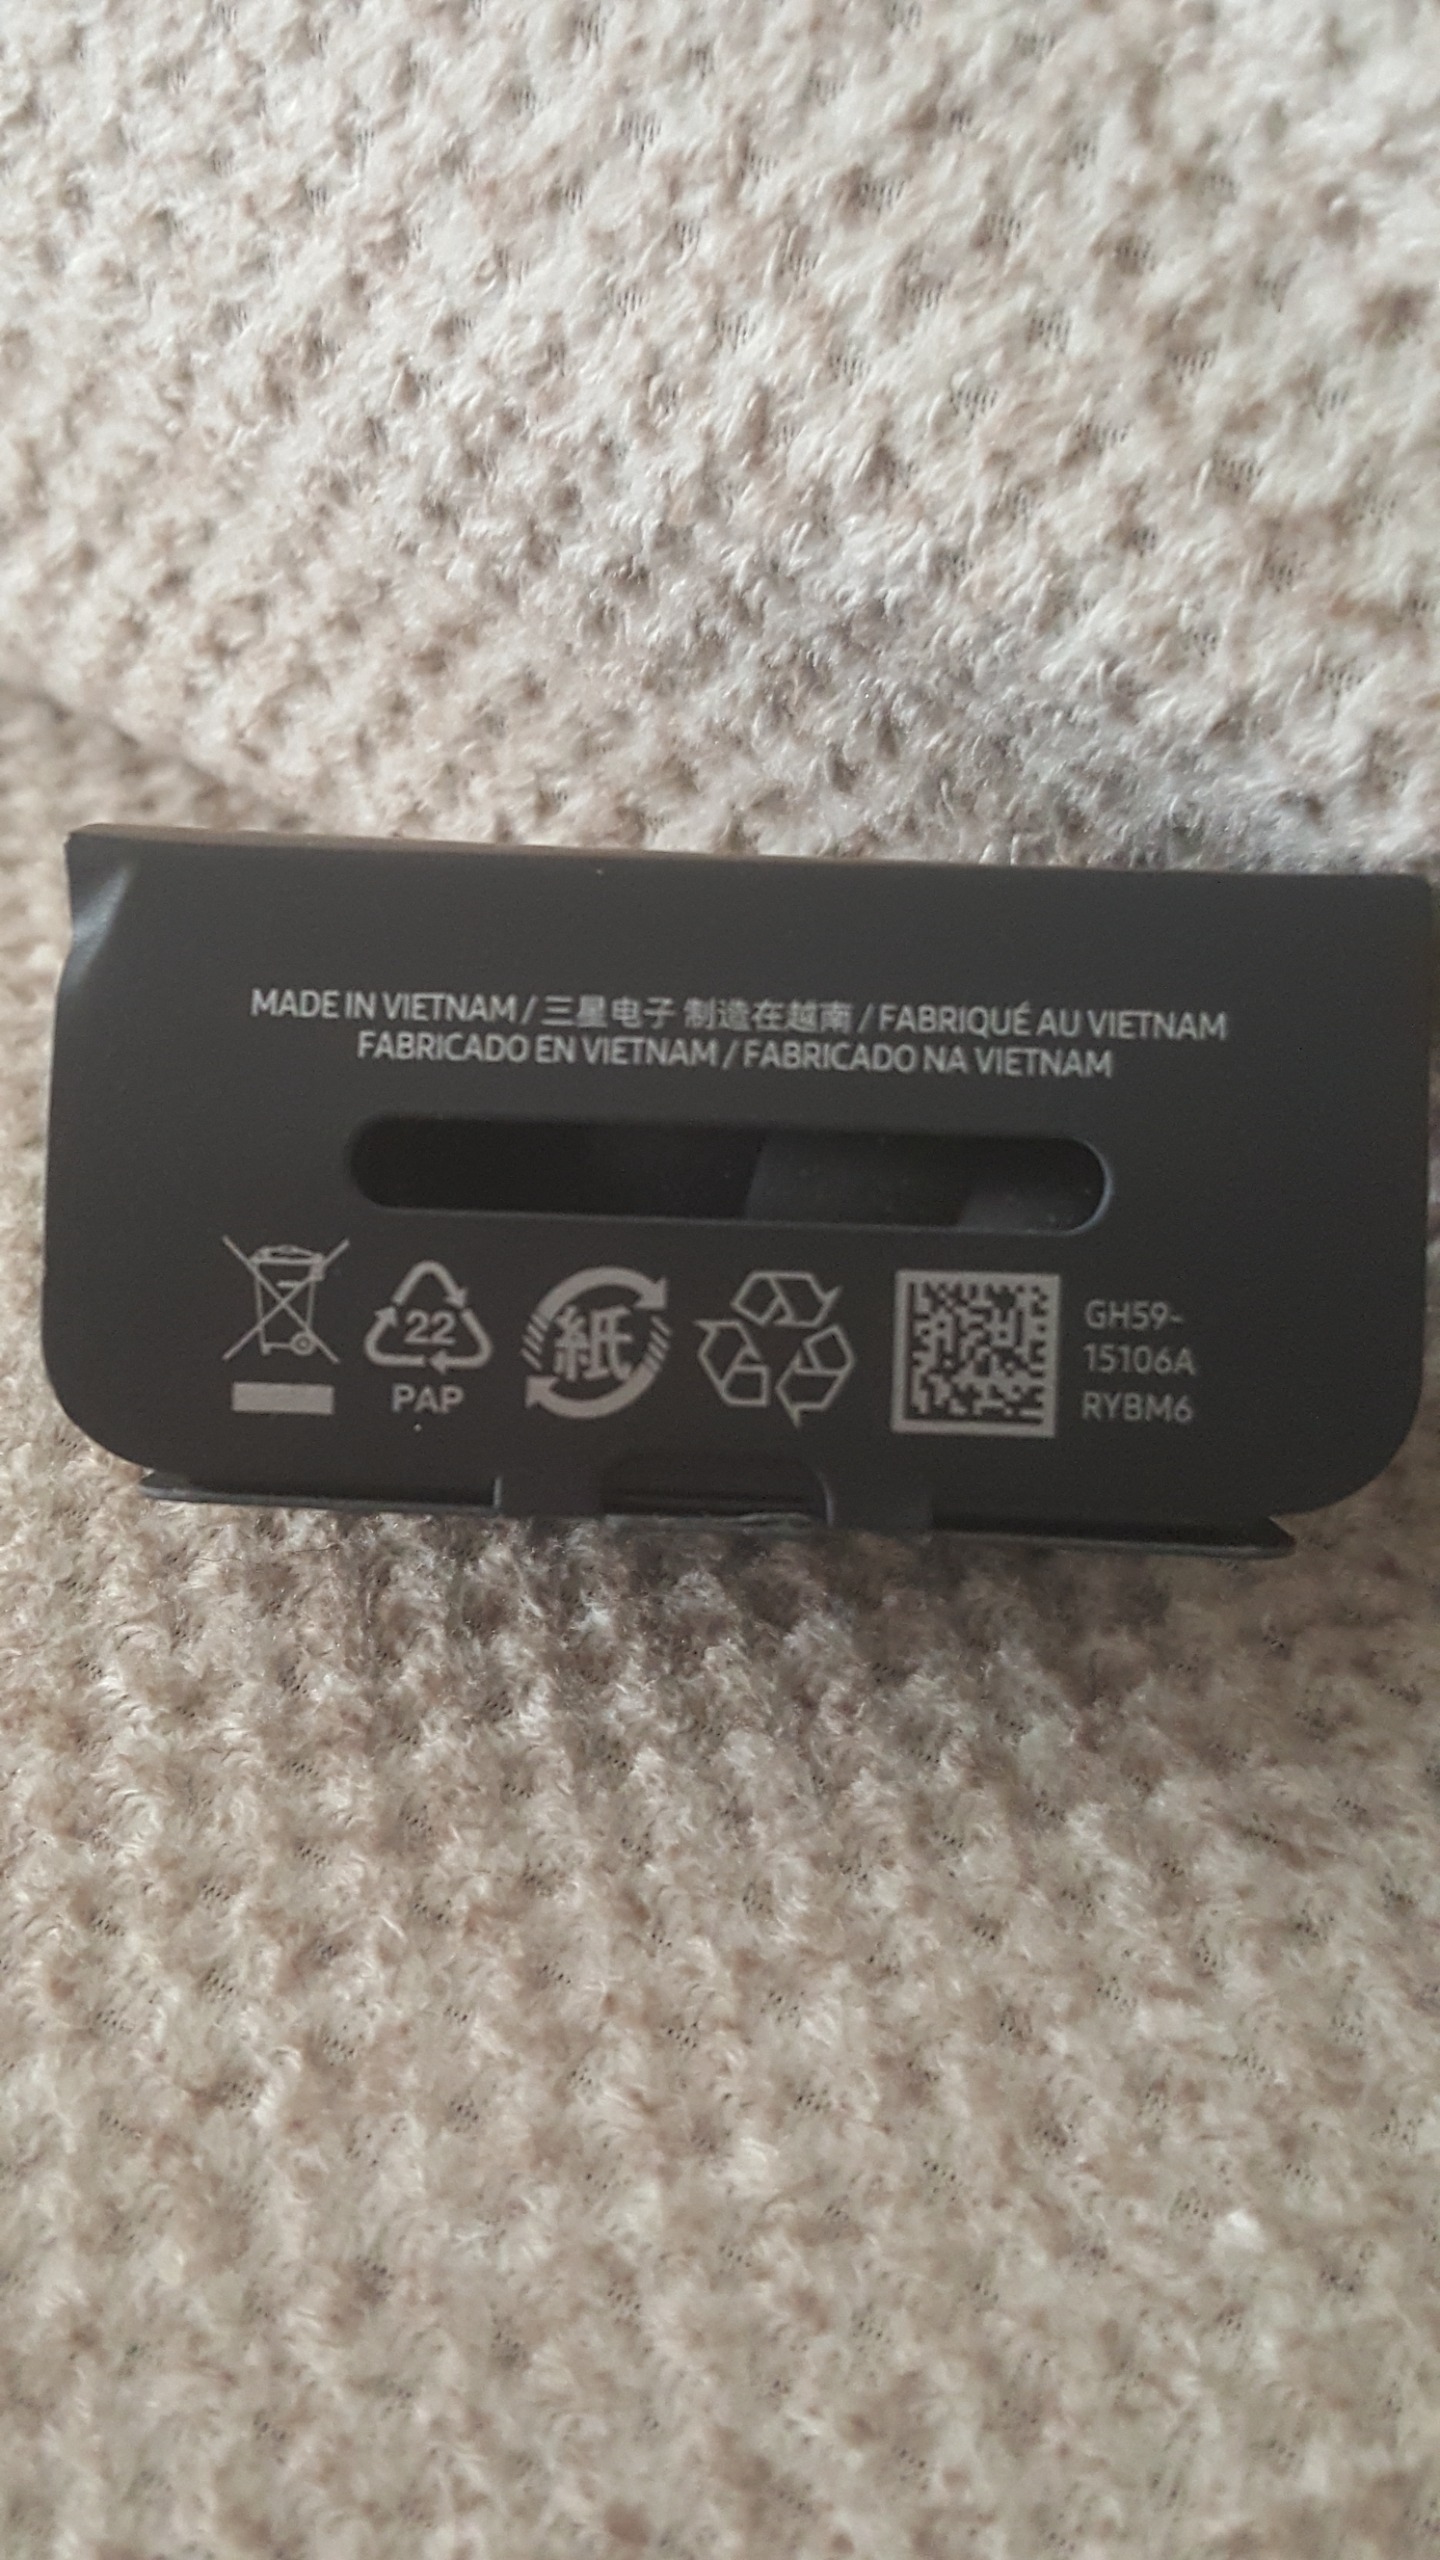 MADE IN VIETNAM / 三星电子 制造在越南 / FABRIQUÉ AU VIETNAM
FABRICADO EN VIETNAM / FABRICADO NA VIETNAM
22
PAP
紙
GH59-
15106A
RYBM6